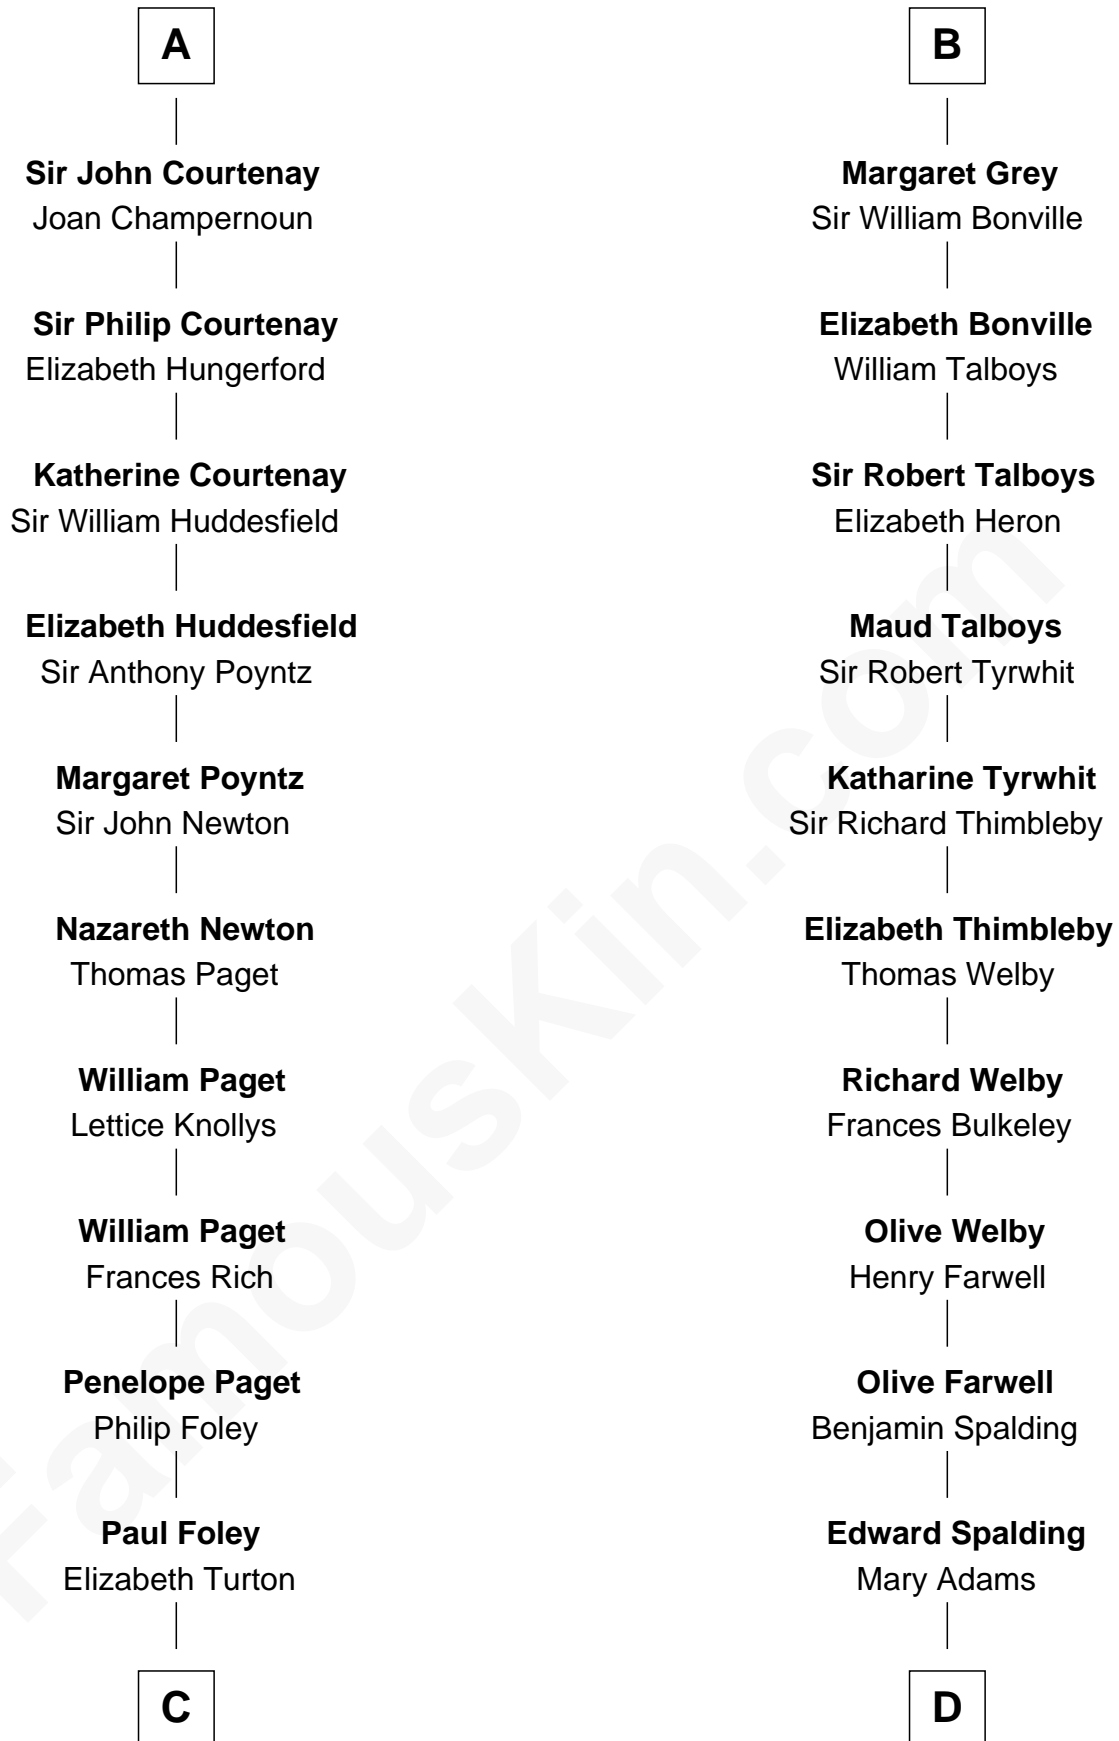 A
Sir John Courtenay
Joan Champernoun
Sir Philip Courtenay
Elizabeth Hungerford
Katherine Courtenay
Sir William Huddesfield
Elizabeth Huddesfield
Sir Anthony Poyntz
Margaret Poyntz
Sir John Newton
Nazareth Newton
Thomas Paget
William Paget
Lettice Knollys
William Paget
Frances Rich
Penelope Paget
Philip Foley
Paul Foley
Elizabeth Turton
C
B
Margaret Grey
Sir William Bonville
Elizabeth Bonville
William Talboys
Sir Robert Talboys
Elizabeth Heron
Maud Talboys
Sir Robert Tyrwhit
Katharine Tyrwhit
Sir Richard Thimbleby
Elizabeth Thimbleby
Thomas Welby
Richard Welby
Frances Bulkeley
Olive Welby
Henry Farwell
Olive Farwell
Benjamin Spalding
Edward Spalding
Mary Adams
D
FamousKin.com